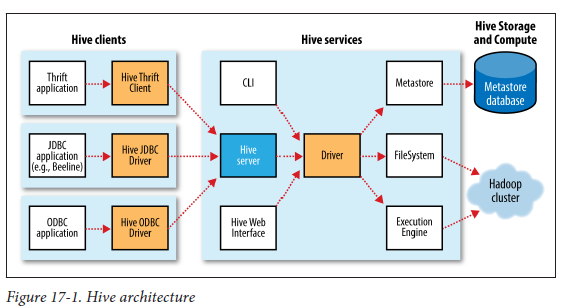 Hive clients
Hive services
Hive Storage
and Compute
Thrift
application
Hive Thrift
Client
JDBC
application
(e.g., Beeline)
Hive JDBC
Driver
ODBC
application
Hive ODBC
Driver
CLI
Hive
server
Hive Web
Interface
Driver
Metastore
FileSystem
Execution
Engine
Metastore
database
Hadoop
cluster
Figure 17-1. Hive architecture